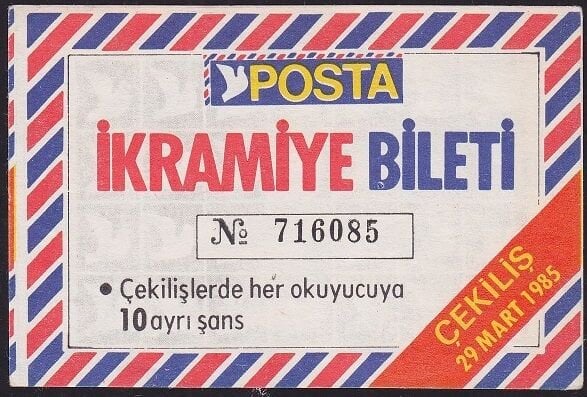 POSTA
İKRAMİYE BİLETİ
№ 716085
• Çekilişlerde her okuyucuya
10 ayrı şans
ÇEKİLİŞ
29 MART 1985